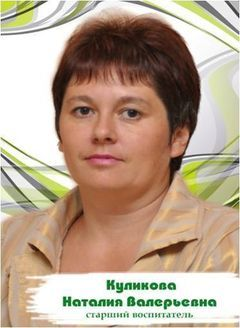 Куликова
Наталия Валерьевна
старший воспитатель